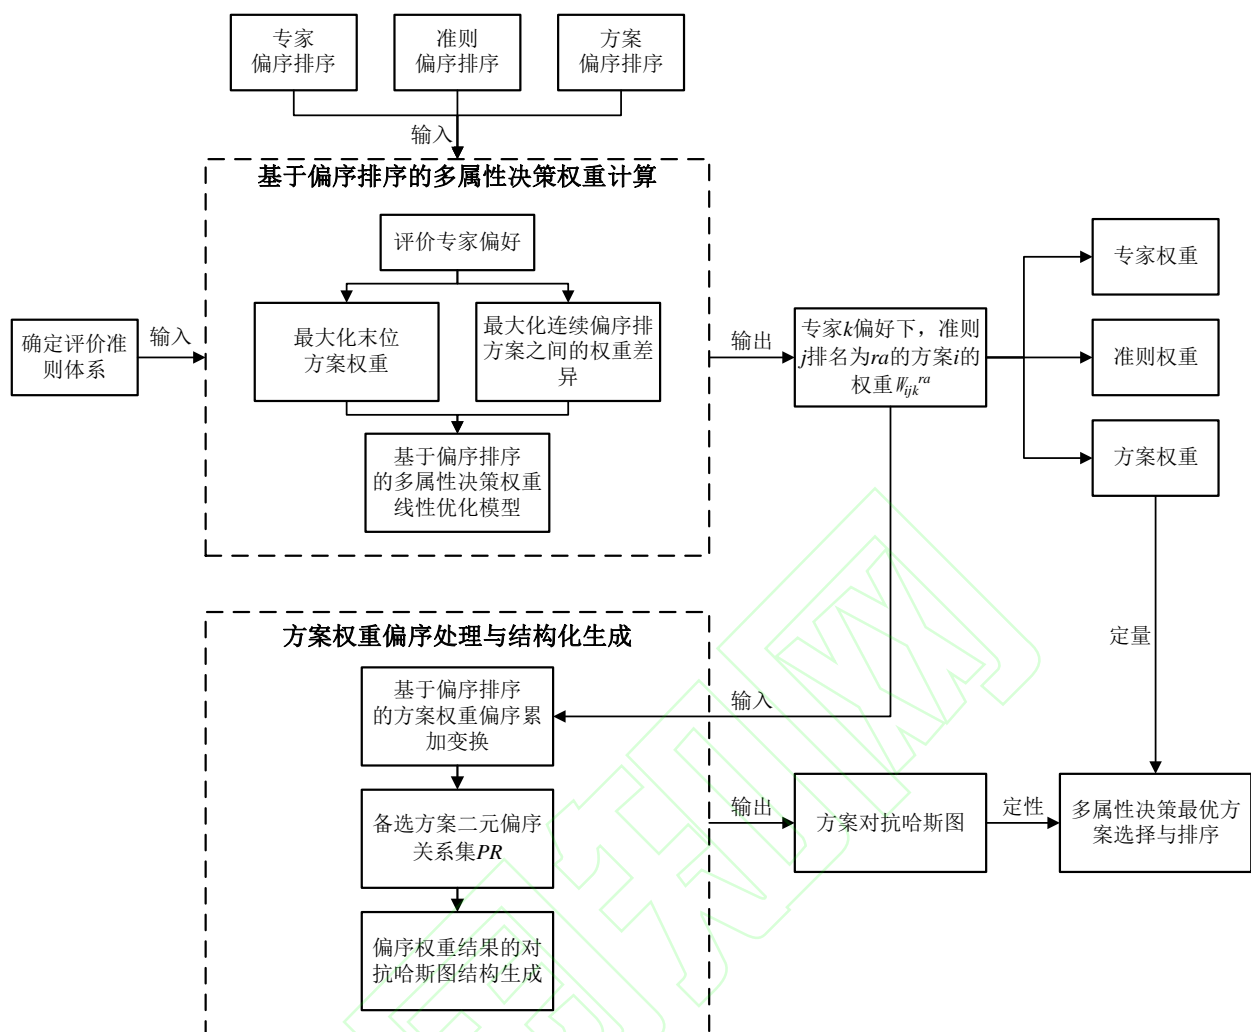 专家
偏序排序
准则
偏序排序
方案
偏序排序
输入
基于偏序排序的多属性决策权重计算
评价专家偏好
最大化末位
方案权重
最大化连续偏序排
方案之间的权重差
异
基于偏序排序
的多属性决策权重
线性优化模型
确定评价准
则体系
输入
输出
专家k偏好下，准则
j排名为ra的方案i的
权重W_{ijk}^{ra}
专家权重
准则权重
方案权重
定量
方案权重偏序处理与结构化生成
基于偏序排序
的方案权重偏序累
加变换
输入
备选方案二元偏序
关系集PR
偏序权重结果的对
抗哈斯图结构生成
输出
方案对抗哈斯图
定性
多属性决策最优方
案选择与排序